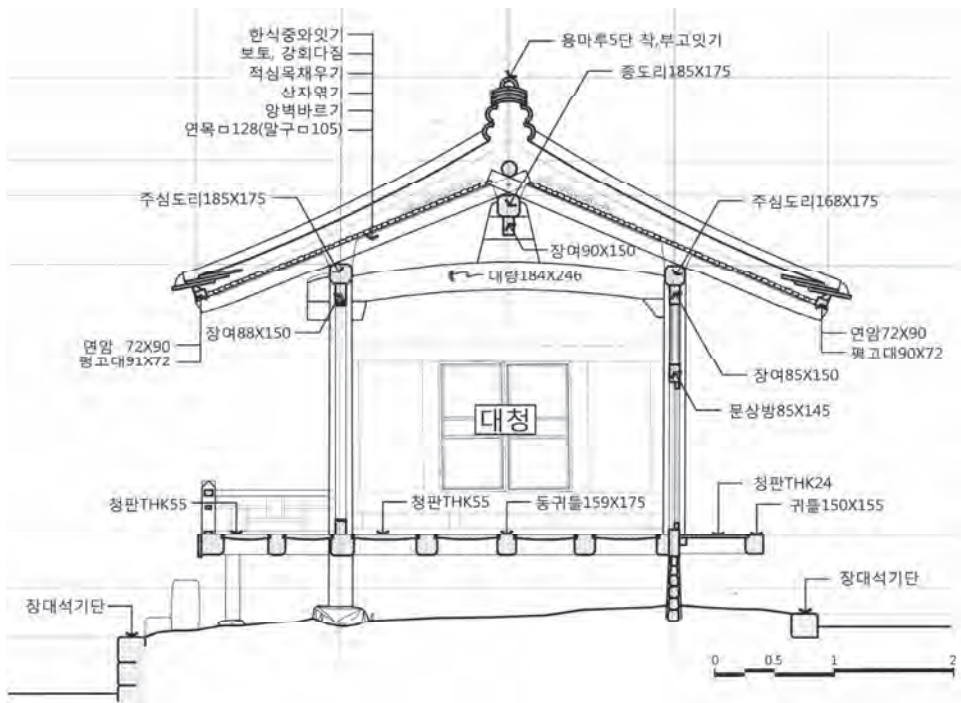 한식중와잇기
보토, 강회다짐
적심목채우기
산자엮기
앙벽바르기
연목ㅁ128(말구ㅁ105)
용마루5단 착,부고잇기
종도리185X175
주심도리185X175
주심도리168X175
장여90X150
대량184X246
장여88X150
연암 72X90
평고대91X72
연암72X90
평고대90X72
장여85X150
문상방85X145
대청
청판THK55
청판THK55
동귀틀159X175
청판THK24
귀틀150X155
장대석기단
장대석기단
0 0.5 1 2